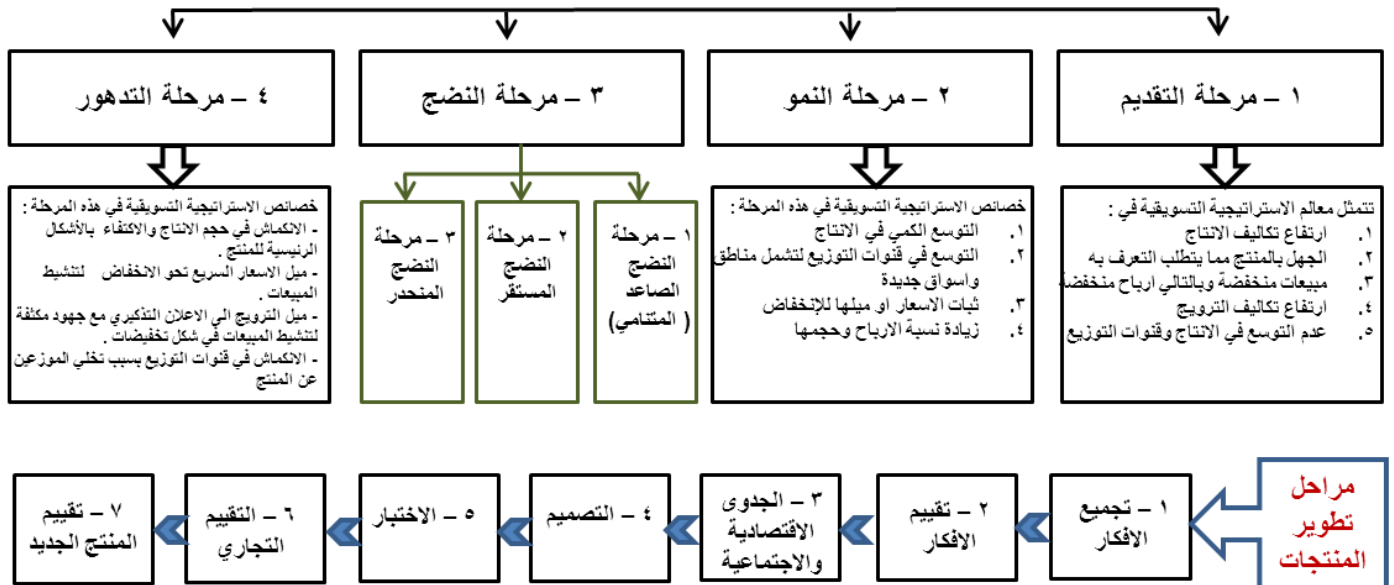 ١ – مرحلة التقديم
٢ – مرحلة النمو
٣ – مرحلة النضج
٤ – مرحلة التدهور
تتمثل معالم الاستراتيجية التسويقية في :
١. ارتفاع تكاليف الانتاج
٢. الجهل بالمنتج مما يتطلب التعرف به
٣. مبيعات منخفضة وبالتالي ارباح منخفضة
٤. ارتفاع تكاليف الترويج
٥. عدم التوسع في الانتاج وقنوات التوزيع
خصائص الاستراتيجية التسويقية في هذه المرحلة :
١. التوسع الكمي في الانتاج
٢. التوسع في قنوات التوزيع لتشمل مناطق
واسواق جديدة
٣. ثبات الاسعار او ميلها للإنخفاض
٤. زيادة نسبة الارباح وحجمها
١ – مرحلة
النضج
الصاعد
( المتنامي)
٢ – مرحلة
النضج
المستقر
٣ – مرحلة
النضج
المنحدر
خصائص الاستراتيجية التسويقية في هذه المرحلة :
- الانكماش في حجم الانتاج والاكتفاء بالأشكال
الرئيسية للمنتج .
- ميل الاسعار السريع نحو الانخفاض لتنشيط
المبيعات .
- ميل الترويج الى الاعلان التذكيري مع جهود مكثفة
لتنشيط المبيعات في شكل تخفيضات .
- الانكماش في قنوات التوزيع بسبب تخلي الموزعين
عن المنتج
مراحل
تطوير
المنتجات
١ – تجميع
الافكار
٢ – تقييم
الافكار
٣ – الجدوى
الاقتصادية
والاجتماعية
٤ – التصميم
٥ – الاختبار
٦ – التقييم
التجاري
٧ – تقييم
المنتج الجديد